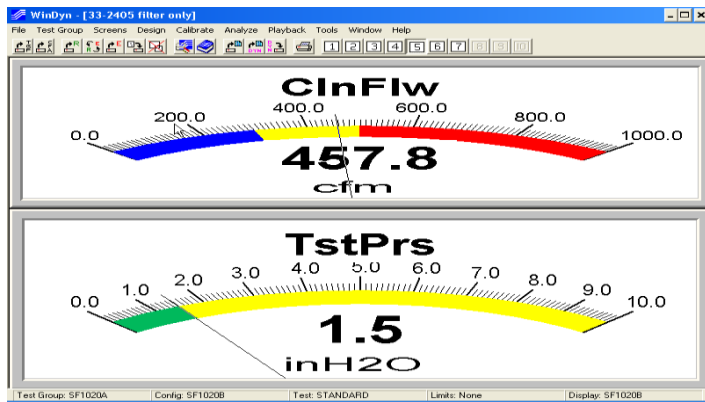 WinDyn - [33-2405 filter only]
File Test Group Screens Design Calibrate Analyze Playback Tools Window Help
1 2 3 4 5 6 7 8 9 10
ClnFlw
0.0 200.0 400.0 600.0 800.0 1000.0
457.8
cfm
TstPrs
0.0 1.0 2.0 3.0 4.0 5.0 6.0 7.0 8.0 9.0 10.0
1.5
inH2O
Test Group: SF1020A Config: SF1020B Test: STANDARD Limits: None Display: SF1020B